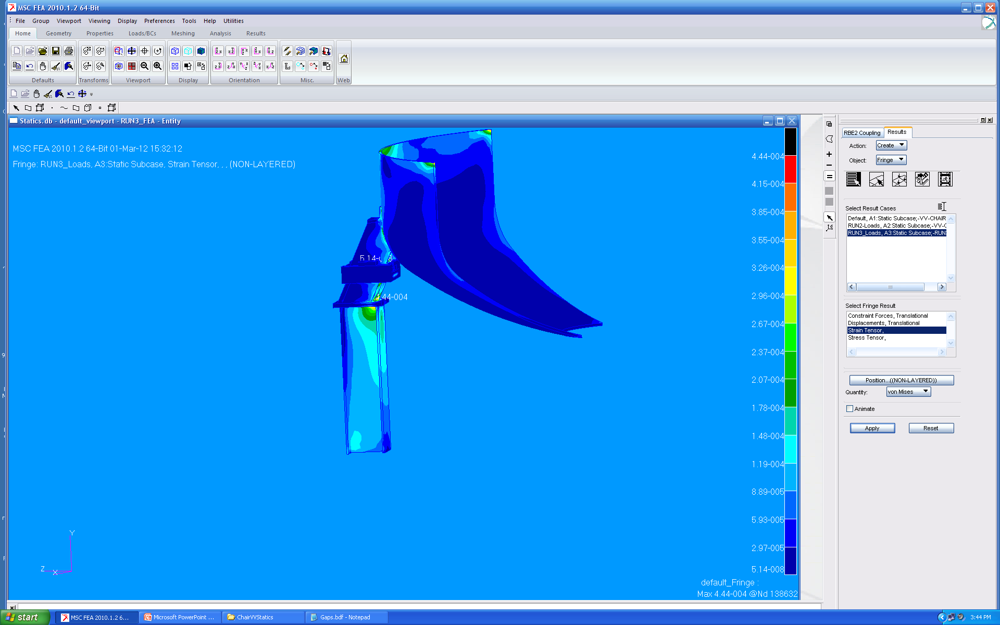 MSC FEA 2010.1.2 64-Bit
File Group Viewport Viewing Display Preferences Tools Help Utilities
Home Geometry Properties Loads/BCs Meshing Analysis Results
Defaults Transforms Viewport Display Orientation Misc. Web
Statics.db - default_viewport - RUN3_FEA - Entity
MSC FEA 2010.1.2 64-Bit 01-Mar-12 15:32:12
Fringe: RUN3_Loads, A3:Static Subcase, Strain Tensor, , , (NON-LAYERED)
4.44-004
4.15-004
3.85-004
3.55-004
3.26-004
2.96-004
2.67-004
2.37-004
2.07-004
1.78-004
1.48-004
1.19-004
8.89-005
5.93-005
2.97-005
5.14-008
5.14-
44-004
Y
Z
X
default_Fringe :
Max 4.44-004 @Nd 138632
RBE2 Coupling Results
Action: Create
Object: Fringe
Select Result Cases
Default, A1:Static Subcase;-VV-CHAIR
RUN2-Loads, A2:Static Subcase;-VV-C
RUN3_Loads, A3:Static Subcase;-RUN3
Select Fringe Result
Constraint Forces, Translational
Displacements, Translational
Strain Tensor,
Stress Tensor,
Position...((NON-LAYERED))
Quantity: von Mises
Animate
Apply Reset
start MSC FEA 2010.1.2 6... Microsoft PowerPoint ... ChairVVStatics Gaps.bdf - Notepad 3:44 PM